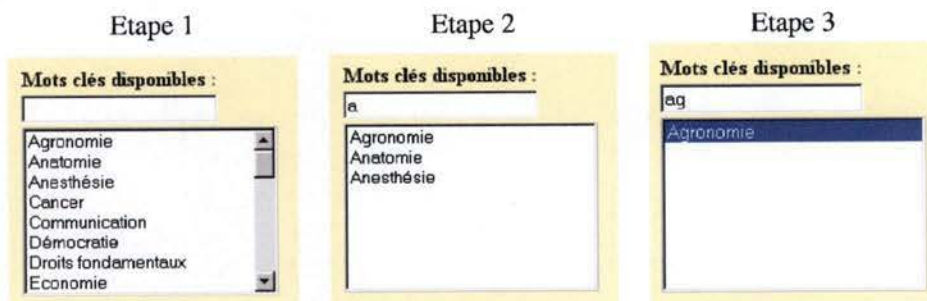 Etape 1
Mots clés disponibles :
Agronomie
Anatomie
Anesthésie
Cancer
Communication
Démocratie
Droits fondamentaux
Economie
Etape 2
Mots clés disponibles :
a
Agronomie
Anatomie
Anesthésie
Etape 3
Mots clés disponibles :
ag
Agronomie